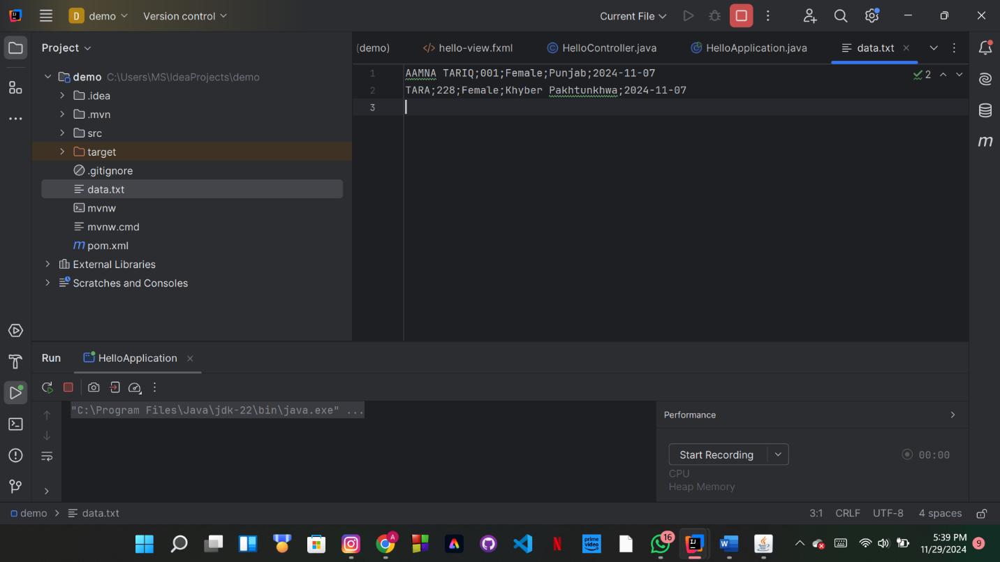 D demo Version control Current File
Project
demo C:\Users\MS\IdeaProjects\demo
.idea
.mvn
src
target
.gitignore
data.txt
mvnw
mvnw.cmd
m pom.xml
External Libraries
Scratches and Consoles
(demo) </> hello-view.fxml HelloController.java HelloApplication.java data.txt
1 AAMNA TARIQ;001;Female;Punjab;2024-11-07
2 TARA;228;Female;Khyber Pakhtunkhwa;2024-11-07
3
2
m
Run HelloApplication
"C:\Program Files\Java\jdk-22\bin\java.exe" ...
Performance
Start Recording 00:00
CPU
Heap Memory
demo > data.txt 3:1 CRLF UTF-8 4 spaces
A
prime video
16
W
5:39 PM
11/29/2024
9